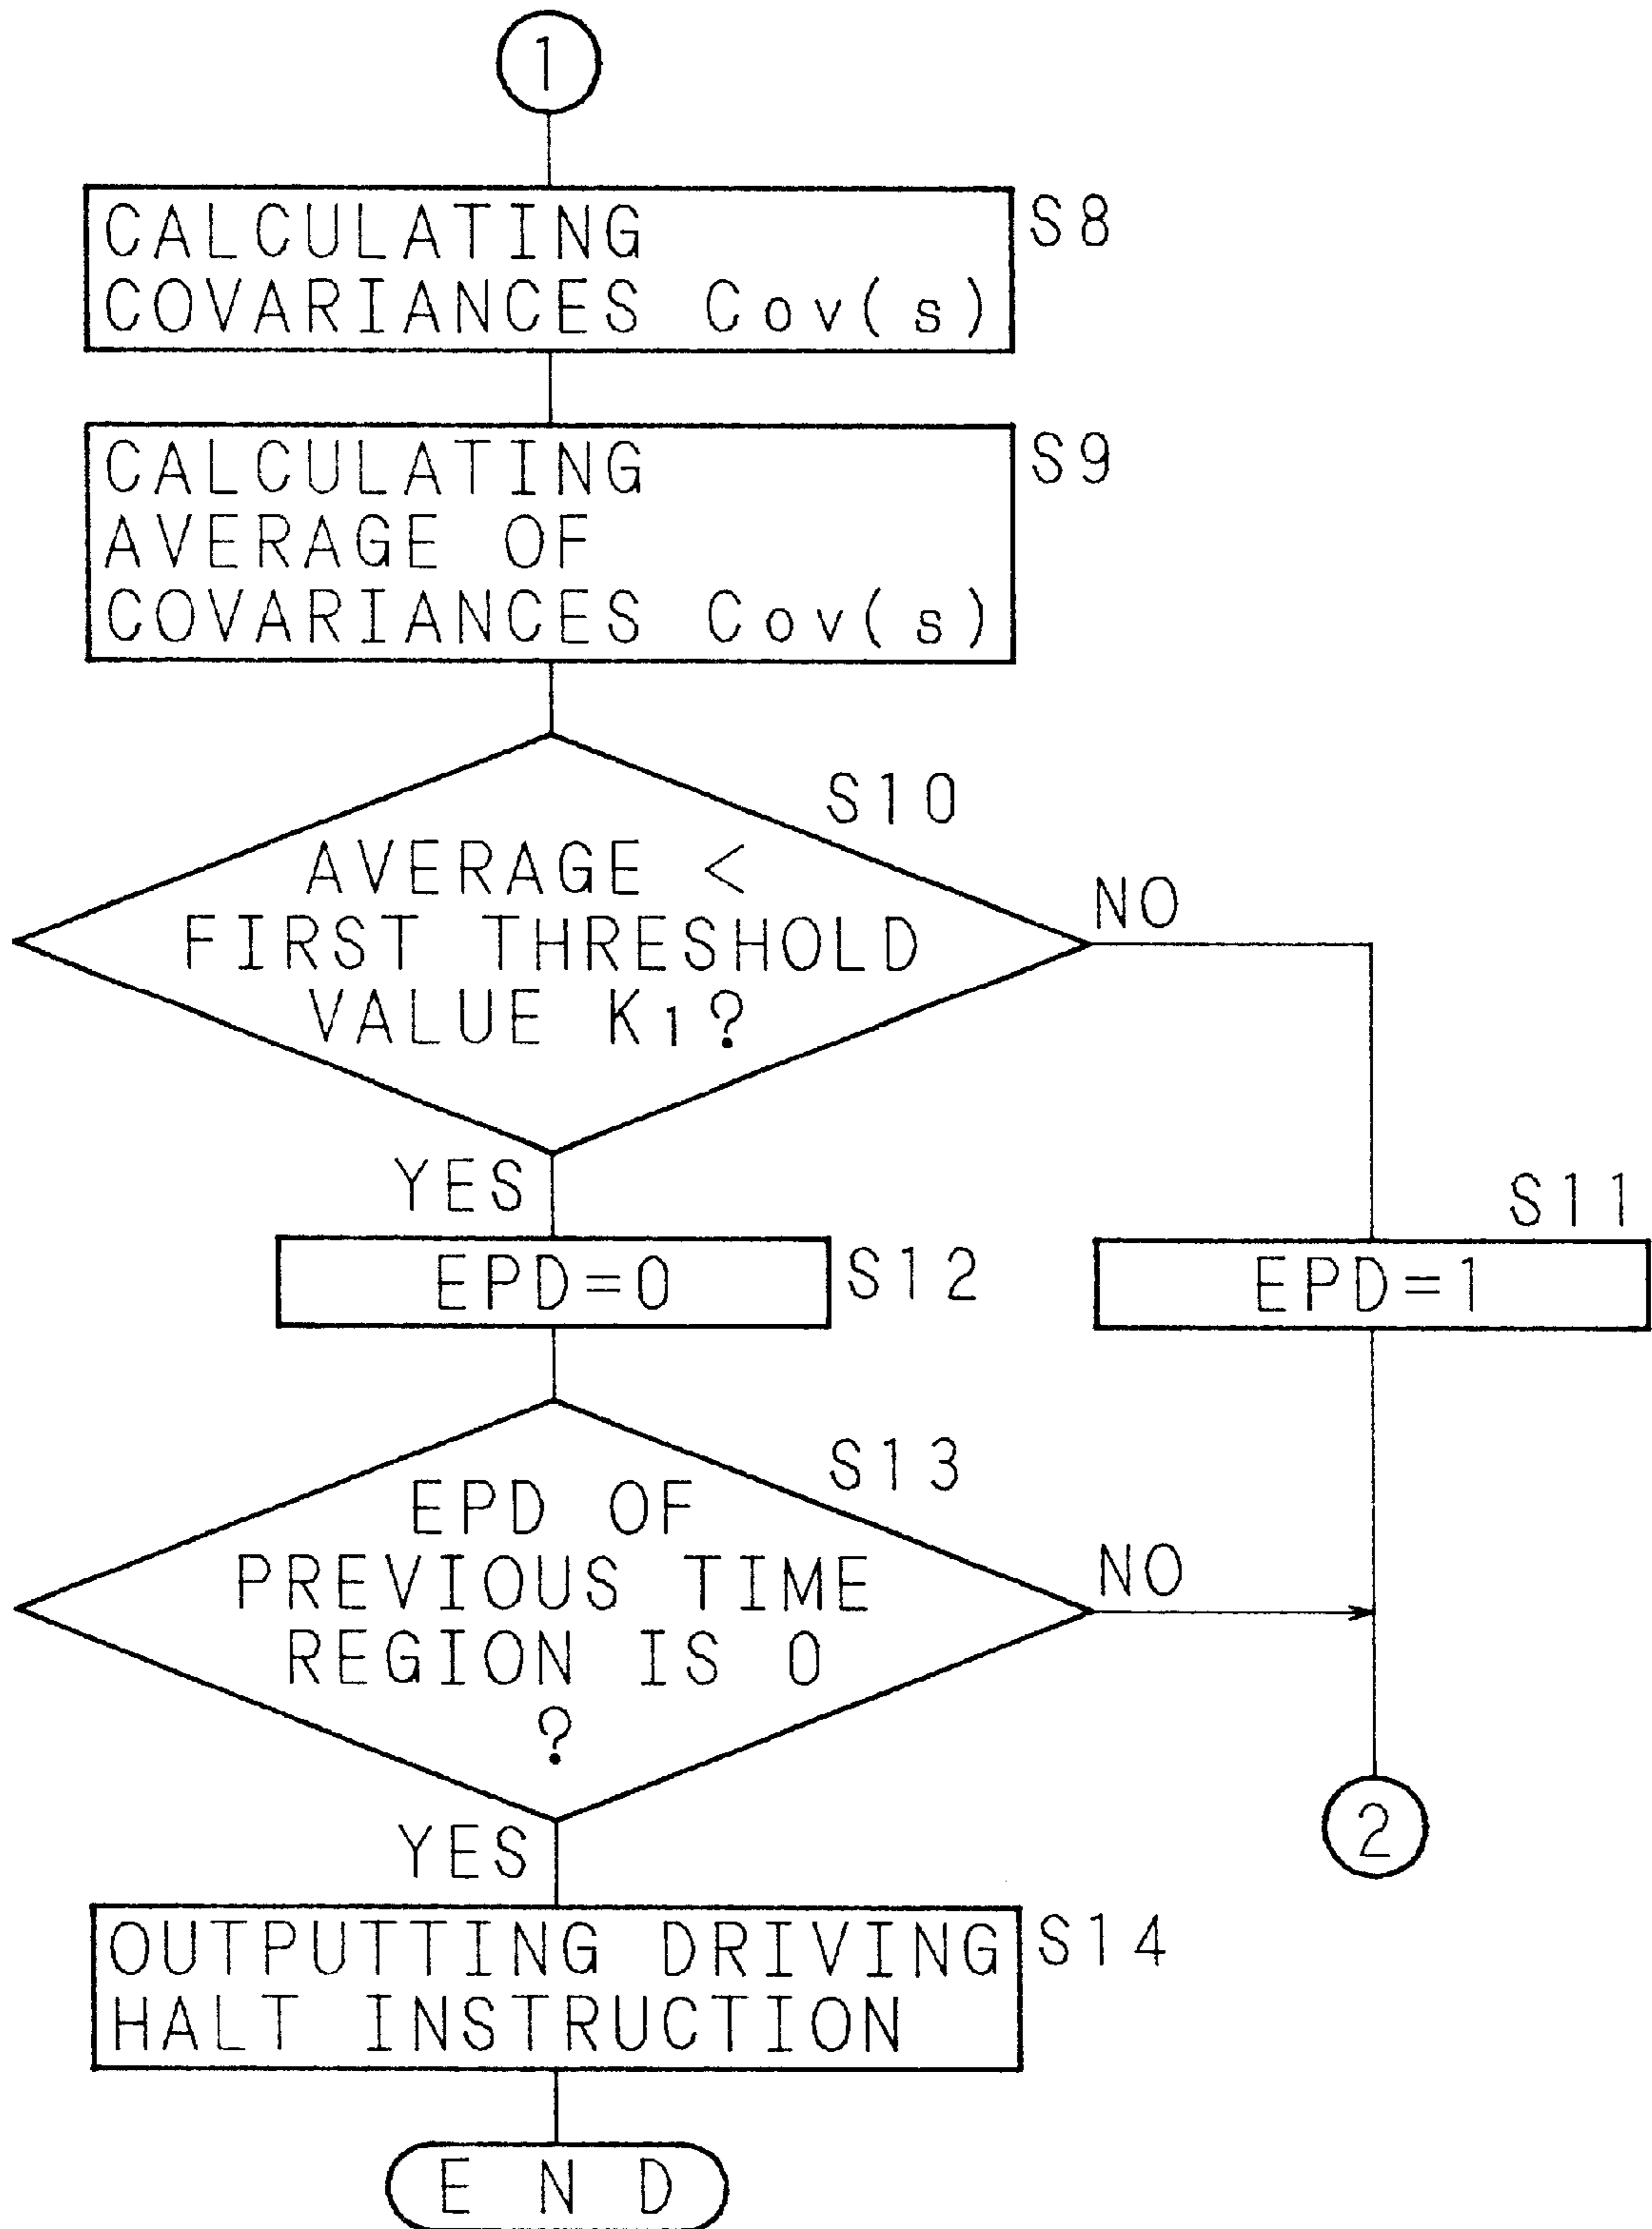 1
CALCULATING
COVARIANCES Cov(s)
S8
CALCULATING
AVERAGE OF
COVARIANCES Cov(s)
S9
S10
AVERAGE <
FIRST THRESHOLD
VALUE K1?
NO
YES
S11
EPD=0
S12
EPD=1
S13
EPD OF
PREVIOUS TIME
REGION IS 0
?
NO
YES
2
OUTPUTTING DRIVING
HALT INSTRUCTION
S14
END